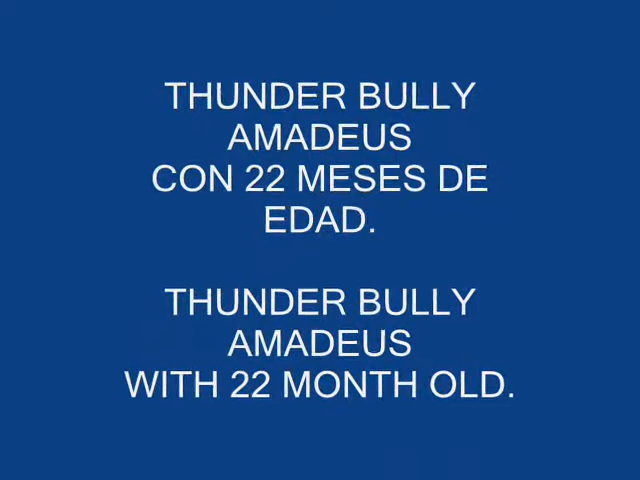 THUNDER BULLY
AMADEUS
CON 22 MESES DE
EDAD.
THUNDER BULLY
AMADEUS
WITH 22 MONTH OLD.